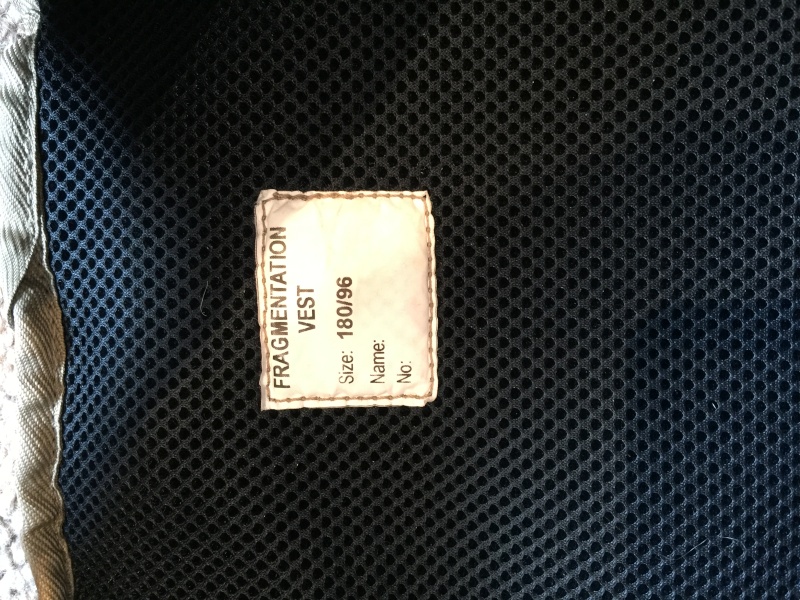 FRAGMENTATION
VEST
Size: 180/96
Name:
No: